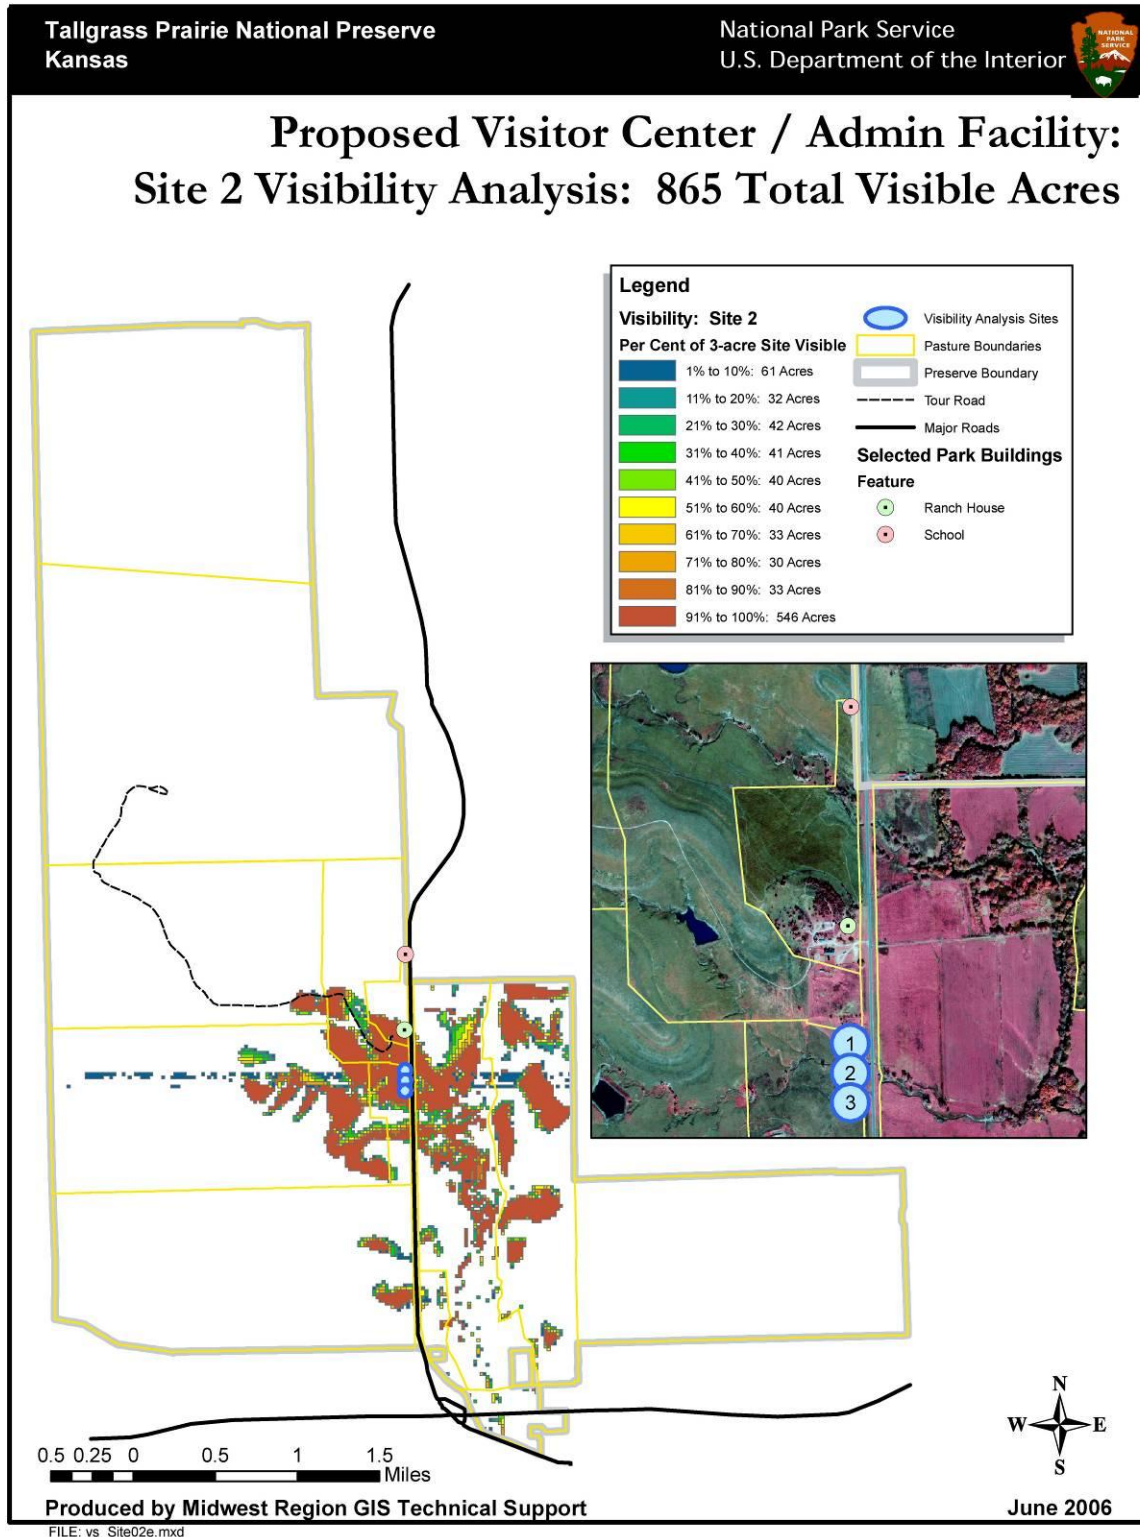 Tallgrass Prairie National Preserve
Kansas
National Park Service
U.S. Department of the Interior
NATIONAL
PARK
SERVICE
Proposed Visitor Center / Admin Facility:
Site 2 Visibility Analysis: 865 Total Visible Acres
Legend
Visibility: Site 2
Per Cent of 3-acre Site Visible
1% to 10%: 61 Acres
11% to 20%: 32 Acres
21% to 30%: 42 Acres
31% to 40%: 41 Acres
41% to 50%: 40 Acres
51% to 60%: 40 Acres
61% to 70%: 33 Acres
71% to 80%: 30 Acres
81% to 90%: 33 Acres
91% to 100%: 546 Acres
Visibility Analysis Sites
Pasture Boundaries
Preserve Boundary
Tour Road
Major Roads
Selected Park Buildings
Feature
Ranch House
School
1
2
3
N
W E
S
0.5 0.25 0 0.5 1 1.5
Miles
Produced by Midwest Region GIS Technical Support
June 2006
FILE: vs_Site02e.mxd